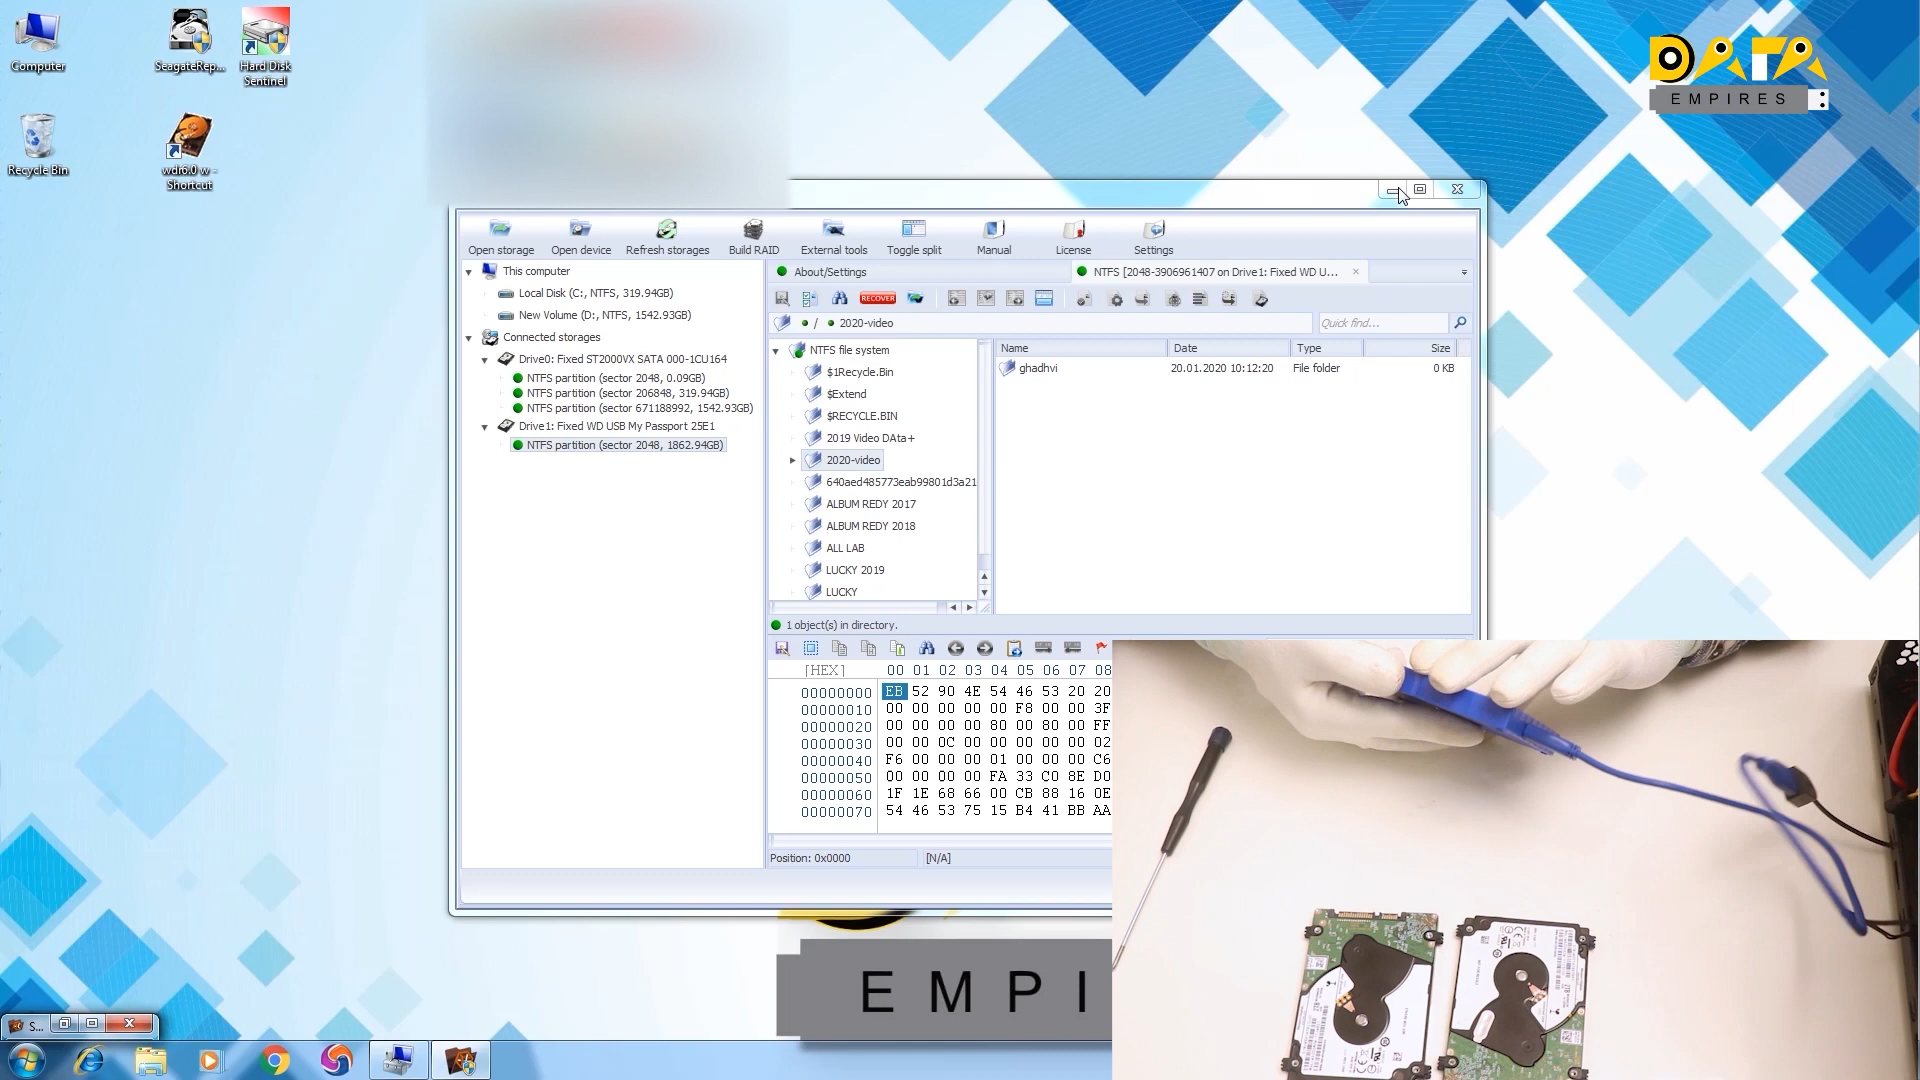 Computer
SeagateRep...
Hard Disk
Sentinel
Recycle Bin
wdr6.0 w -
Shortcut
DATA
EMPIRES
Open storage
Open device
Refresh storages
Build RAID
External tools
Toggle split
Manual
License
Settings
This computer
Local Disk (C:, NTFS, 319.94GB)
New Volume (D:, NTFS, 1542.93GB)
Connected storages
Drive0: Fixed ST2000VX SATA 000-1CU164
NTFS partition (sector 2048, 0.09GB)
NTFS partition (sector 206848, 319.94GB)
NTFS partition (sector 671188992, 1542.93GB)
Drive1: Fixed WD USB My Passport 25E1
NTFS partition (sector 2048, 1862.94GB)
About/Settings
NTFS [2048-3906961407 on Drive1: Fixed WD U...
RECOVER
/ 2020-video
Quick find...
NTFS file system
$1Recycle.Bin
$Extend
$RECYCLE.BIN
2019 Video DAta+
2020-video
640aed485773eab99801d3a21
ALBUM REDY 2017
ALBUM REDY 2018
ALL LAB
LUCKY 2019
LUCKY
Name Date Type Size
ghadhvi 20.01.2020 10:12:20 File folder 0 KB
1 object(s) in directory.
[HEX] 00 01 02 03 04 05 06 07 08
00000000 EB 52 90 4E 54 46 53 20 20
00000010 00 00 00 00 00 F8 00 00 3F
00000020 00 00 00 00 80 00 80 00 FF
00000030 00 00 0C 00 00 00 00 00 02
00000040 F6 00 00 00 01 00 00 00 C6
00000050 00 00 00 00 FA 33 C0 8E D0
00000060 1F 1E 68 66 00 CB 88 16 0E
00000070 54 46 53 75 15 B4 41 BB AA
Position: 0x0000 [N/A]
EMPI
S...